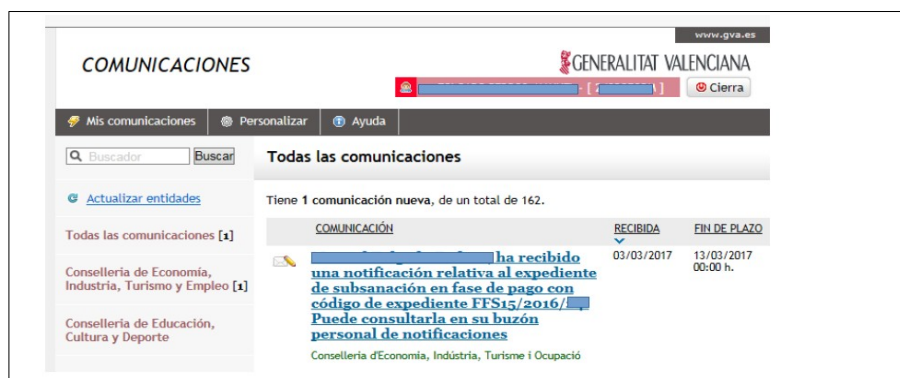 www.gva.es
COMUNICACIONES
GENERALITAT VALENCIANA
- [
] Cierra
Mis comunicaciones Personalizar Ayuda
Buscador Buscar
Todas las comunicaciones
Actualizar entidades
Tiene 1 comunicación nueva, de un total de 162.
COMUNICACIÓN RECIBIDA FIN DE PLAZO
Todas las comunicaciones [1]
Conselleria de Economía,
Industria, Turismo y Empleo [1]
Conselleria de Educación,
Cultura y Deporte
ha recibido
una notificación relativa al expediente
de subsanación en fase de pago con
código de expediente FFS15/2016/
Puede consultarla en su buzón
personal de notificaciones
03/03/2017 13/03/2017
00:00 h.
Conselleria d'Economia, Indústria, Turisme i Ocupació